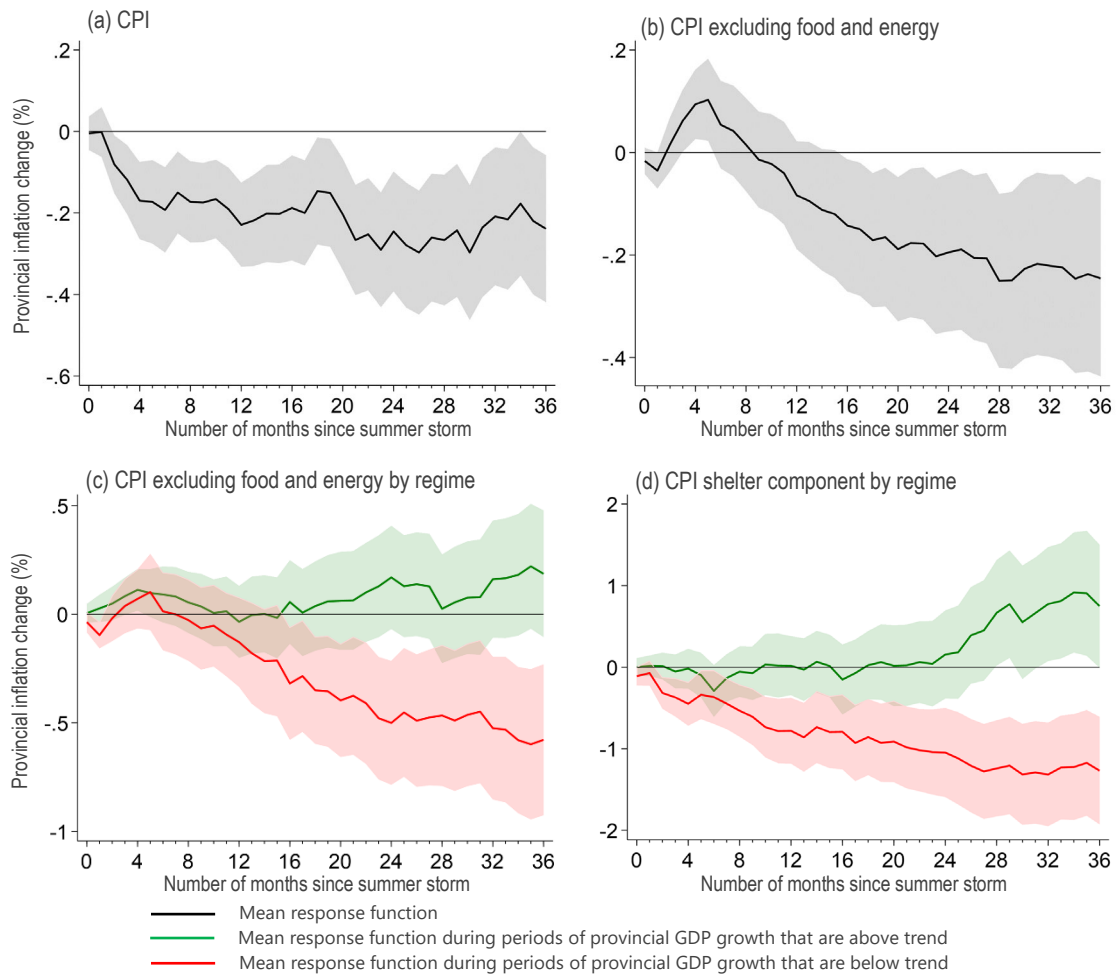 (a) CPI
Provincial inflation change (%)
.2
0
-.2
-.4
-.6
0 4 8 12 16 20 24 28 32 36
Number of months since summer storm
(b) CPI excluding food and energy
.2
0
-.2
-.4
0 4 8 12 16 20 24 28 32 36
Number of months since summer storm
(c) CPI excluding food and energy by regime
Provincial inflation change (%)
.5
0
-.5
-1
0 4 8 12 16 20 24 28 32 36
Number of months since summer storm
(d) CPI shelter component by regime
2
1
0
-1
-2
0 4 8 12 16 20 24 28 32 36
Number of months since summer storm
Mean response function
Mean response function during periods of provincial GDP growth that are above trend
Mean response function during periods of provincial GDP growth that are below trend